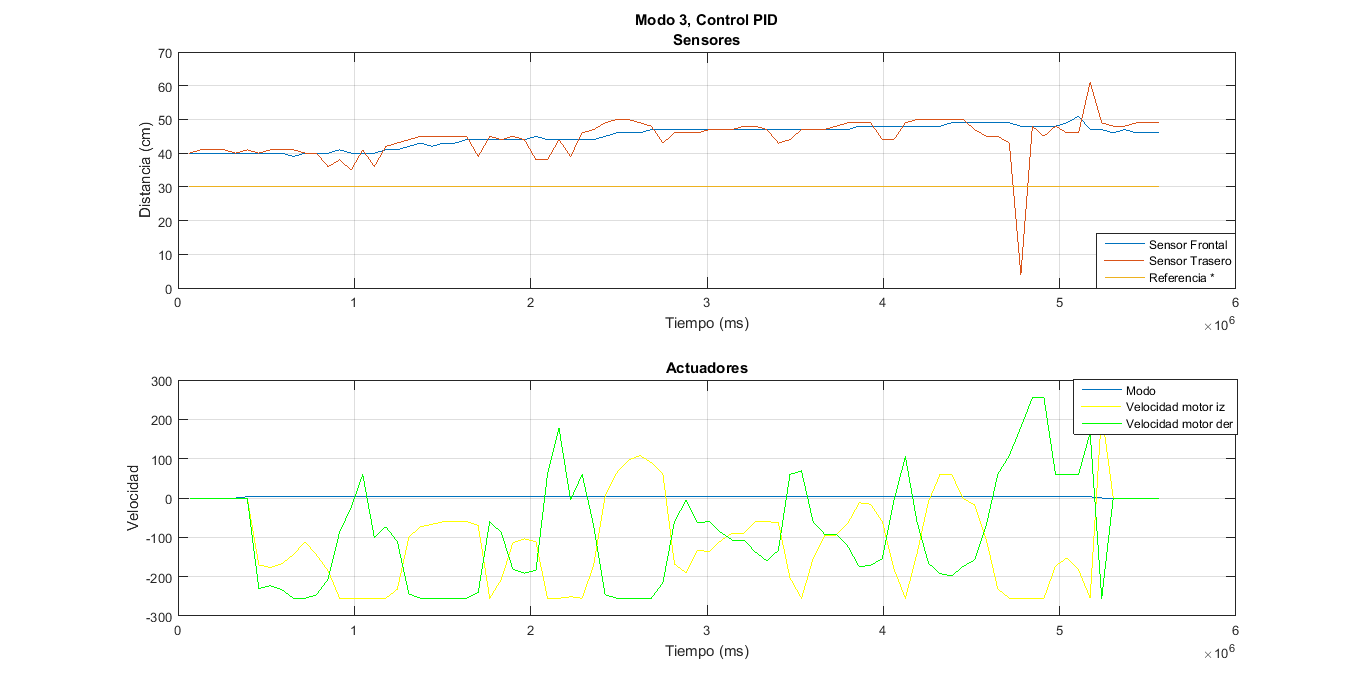 Modo 3, Control PID
Sensores
70
60
50
40
30
20
10
0
Distancia (cm)
Sensor Frontal
Sensor Trasero
Referencia *
0 1 2 3 4 5 6
Tiempo (ms)
×10^6
Actuadores
300
200
100
0
-100
-200
-300
Velocidad
Modo
Velocidad motor iz
Velocidad motor der
0 1 2 3 4 5 6
Tiempo (ms)
×10^6